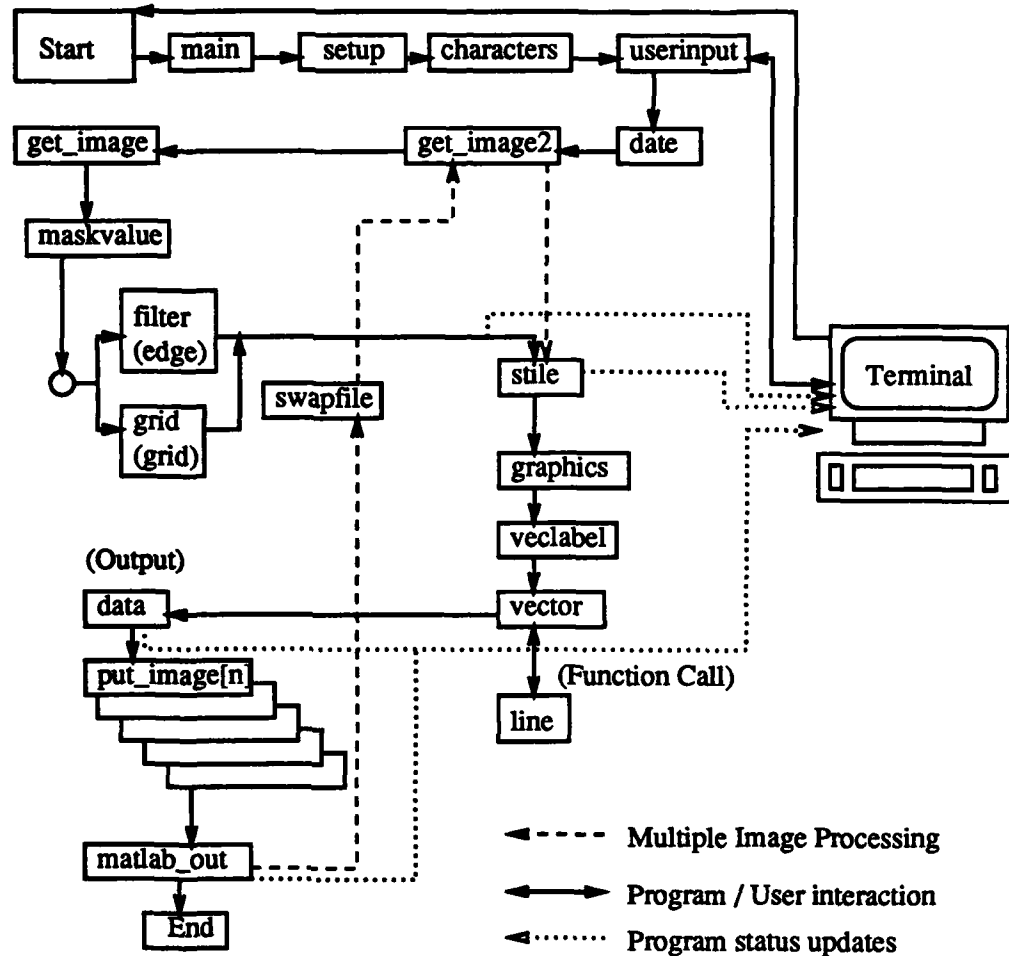 Start
main
setup
characters
userinput
get_image
get_image2
date
maskvalue
filter
(edge)
grid
(grid)
swapfile
stile
Terminal
graphics
veclabel
(Output)
data
vector
put_image[n]
(Function Call)
line
matlab_out
End
Multiple Image Processing
Program / User interaction
Program status updates